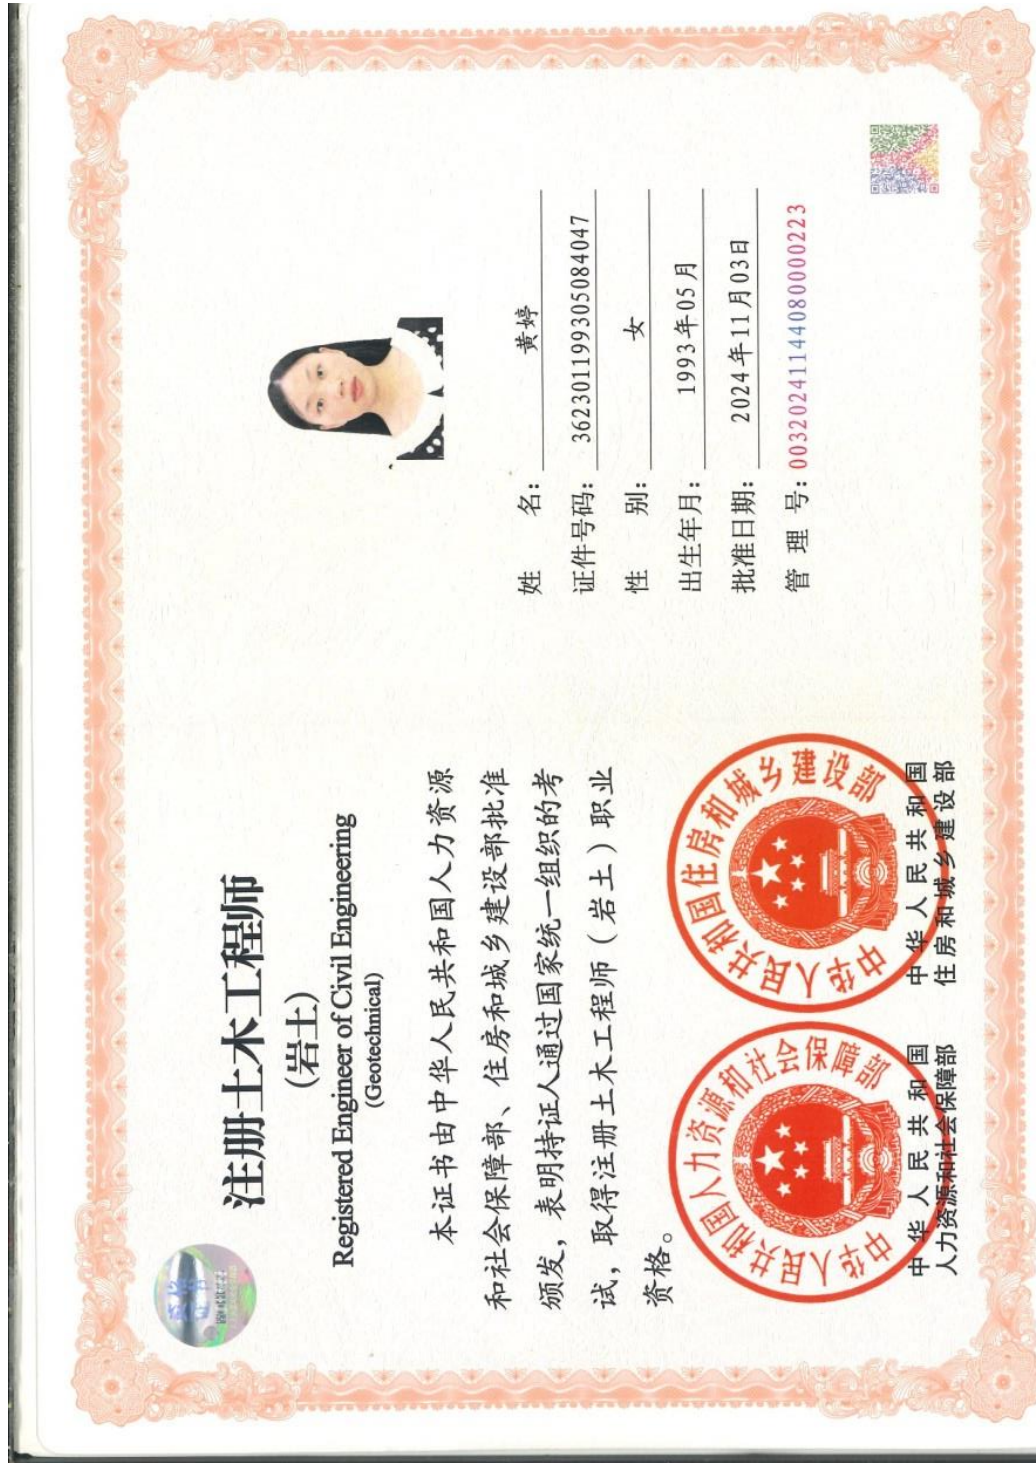 注册土木工程师
（岩土）
Registered Engineer of Civil Engineering
(Geotechnical)
本证书由中华人民共和国人力资源
和社会保障部、住房和城乡建设部批准
颁发，表明持证人通过国家统一组织的考
试，取得注册土木工程师（岩土）职业
资格。
中华人民共和国人力资源和社会保障部
中华人民共和国住房和城乡建设部
中华人民共和国
人力资源和社会保障部
中华人民共和国
住房和城乡建设部
姓名：黄婷
证件号码：362301199305084047
性别：女
出生年月：1993年05月
批准日期：2024年11月03日
管理号：00320241144080000223